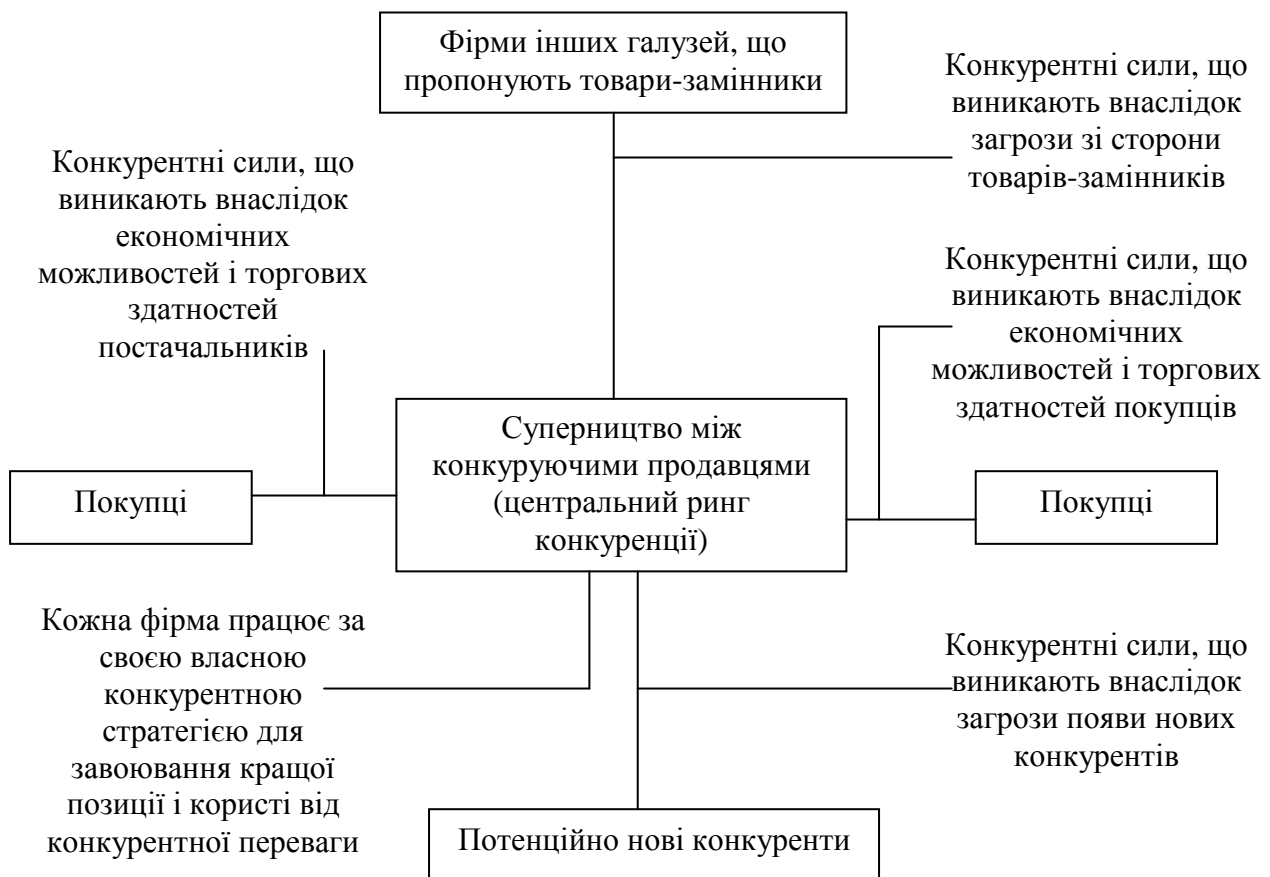 Фірми інших галузей, що
пропонують товари-замінники
Конкурентні сили, що
виникають внаслідок
загрози зі сторони
товарів-замінників
Конкурентні сили, що
виникають внаслідок
економічних
можливостей і торгових
здатностей
постачальників
Конкурентні сили, що
виникають внаслідок
економічних
можливостей і торгових
здатностей покупців
Суперництво між
конкуруючими продавцями
(центральний ринг
конкуренції)
Покупці
Покупці
Кожна фірма працює за
своєю власною
конкурентною
стратегією для
завоювання кращої
позиції і користі від
конкурентної переваги
Конкурентні сили, що
виникають внаслідок
загрози появи нових
конкурентів
Потенційно нові конкуренти